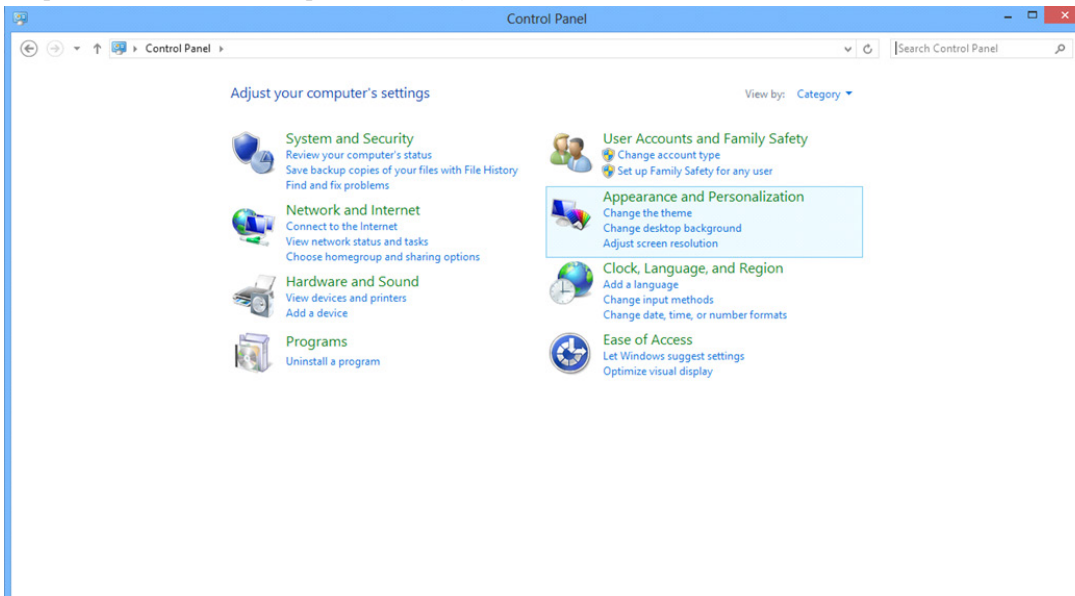 Control Panel
Control Panel
Search Control Panel
Adjust your computer's settings
View by: Category
System and Security
Review your computer's status
Save backup copies of your files with File History
Find and fix problems
Network and Internet
Connect to the Internet
View network status and tasks
Choose homegroup and sharing options
Hardware and Sound
View devices and printers
Add a device
Programs
Uninstall a program
User Accounts and Family Safety
Change account type
Set up Family Safety for any user
Appearance and Personalization
Change the theme
Change desktop background
Adjust screen resolution
Clock, Language, and Region
Add a language
Change input methods
Change date, time, or number formats
Ease of Access
Let Windows suggest settings
Optimize visual display